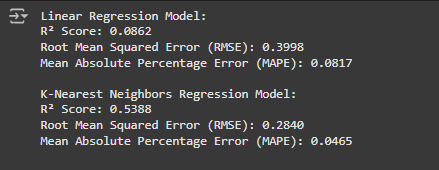 Linear Regression Model:
R² Score: 0.0862
Root Mean Squared Error (RMSE): 0.3998
Mean Absolute Percentage Error (MAPE): 0.0817
K-Nearest Neighbors Regression Model:
R² Score: 0.5388
Root Mean Squared Error (RMSE): 0.2840
Mean Absolute Percentage Error (MAPE): 0.0465